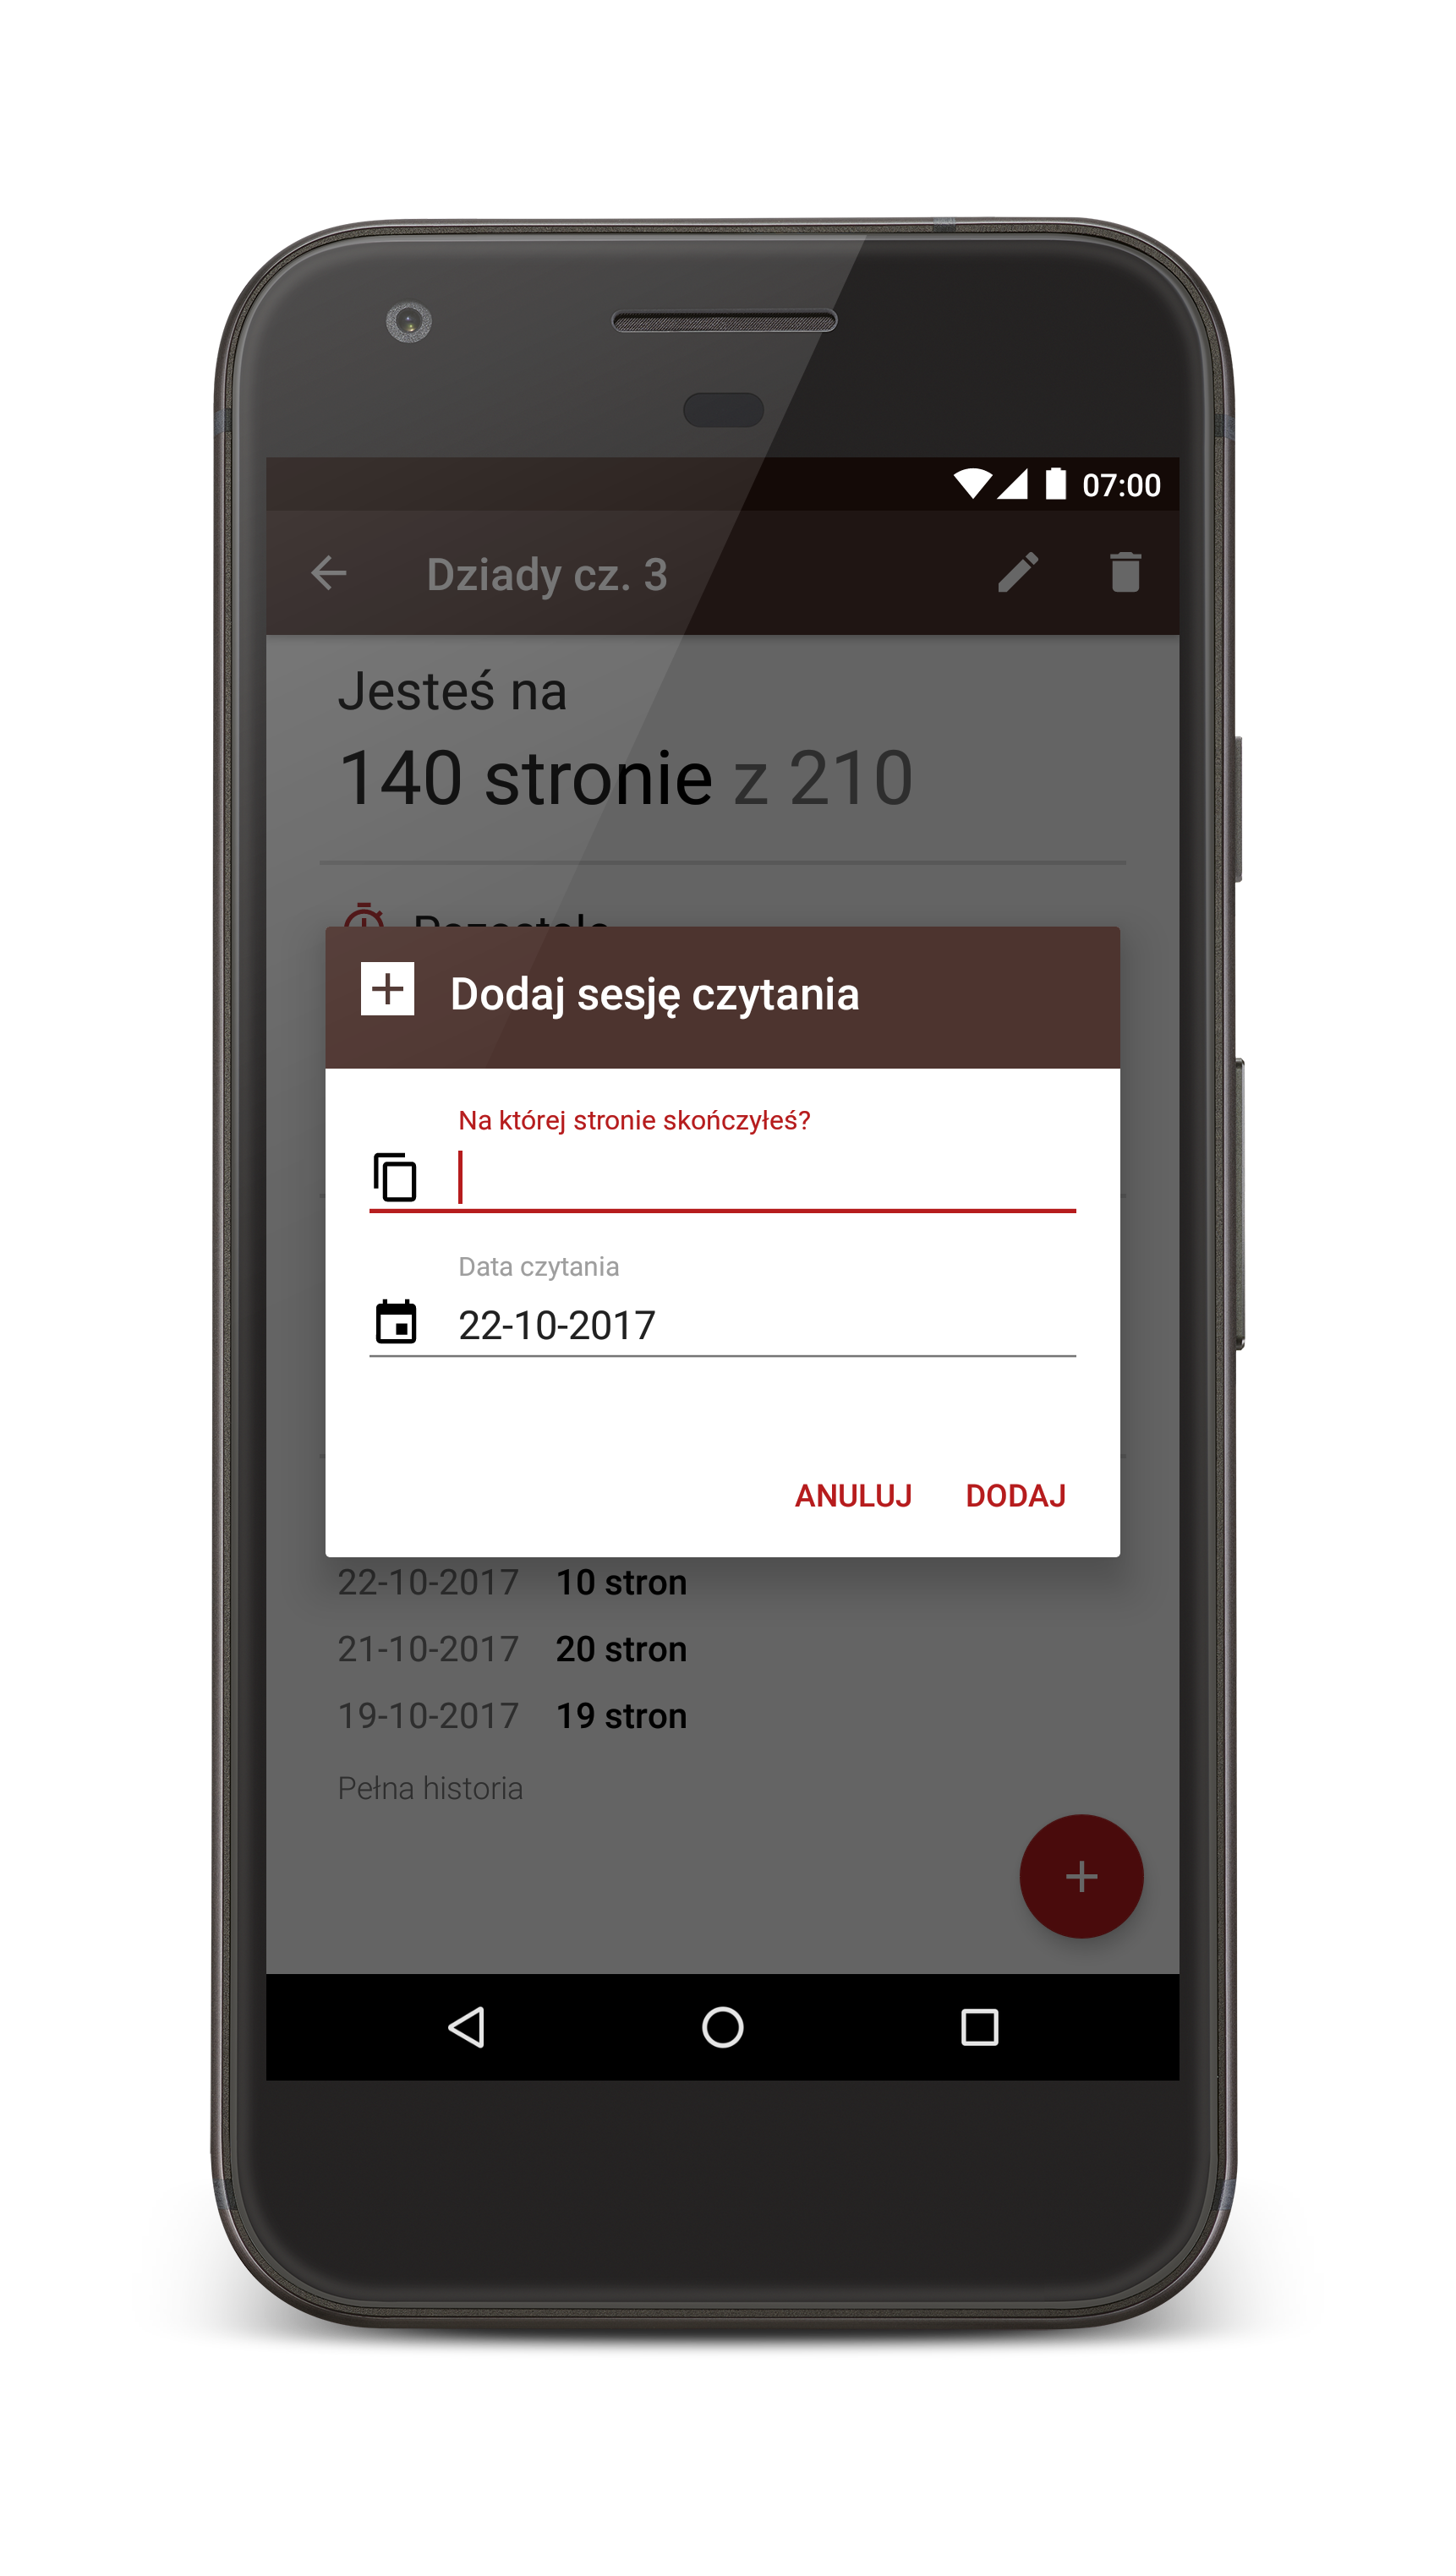 07:00
Dziady cz. 3
Jesteś na
140 stronie z 210
Dodaj sesję czytania
Na której stronie skończyłeś?
Data czytania
22-10-2017
ANULUJ DODAJ
22-10-2017 10 stron
21-10-2017 20 stron
19-10-2017 19 stron
Pełna historia